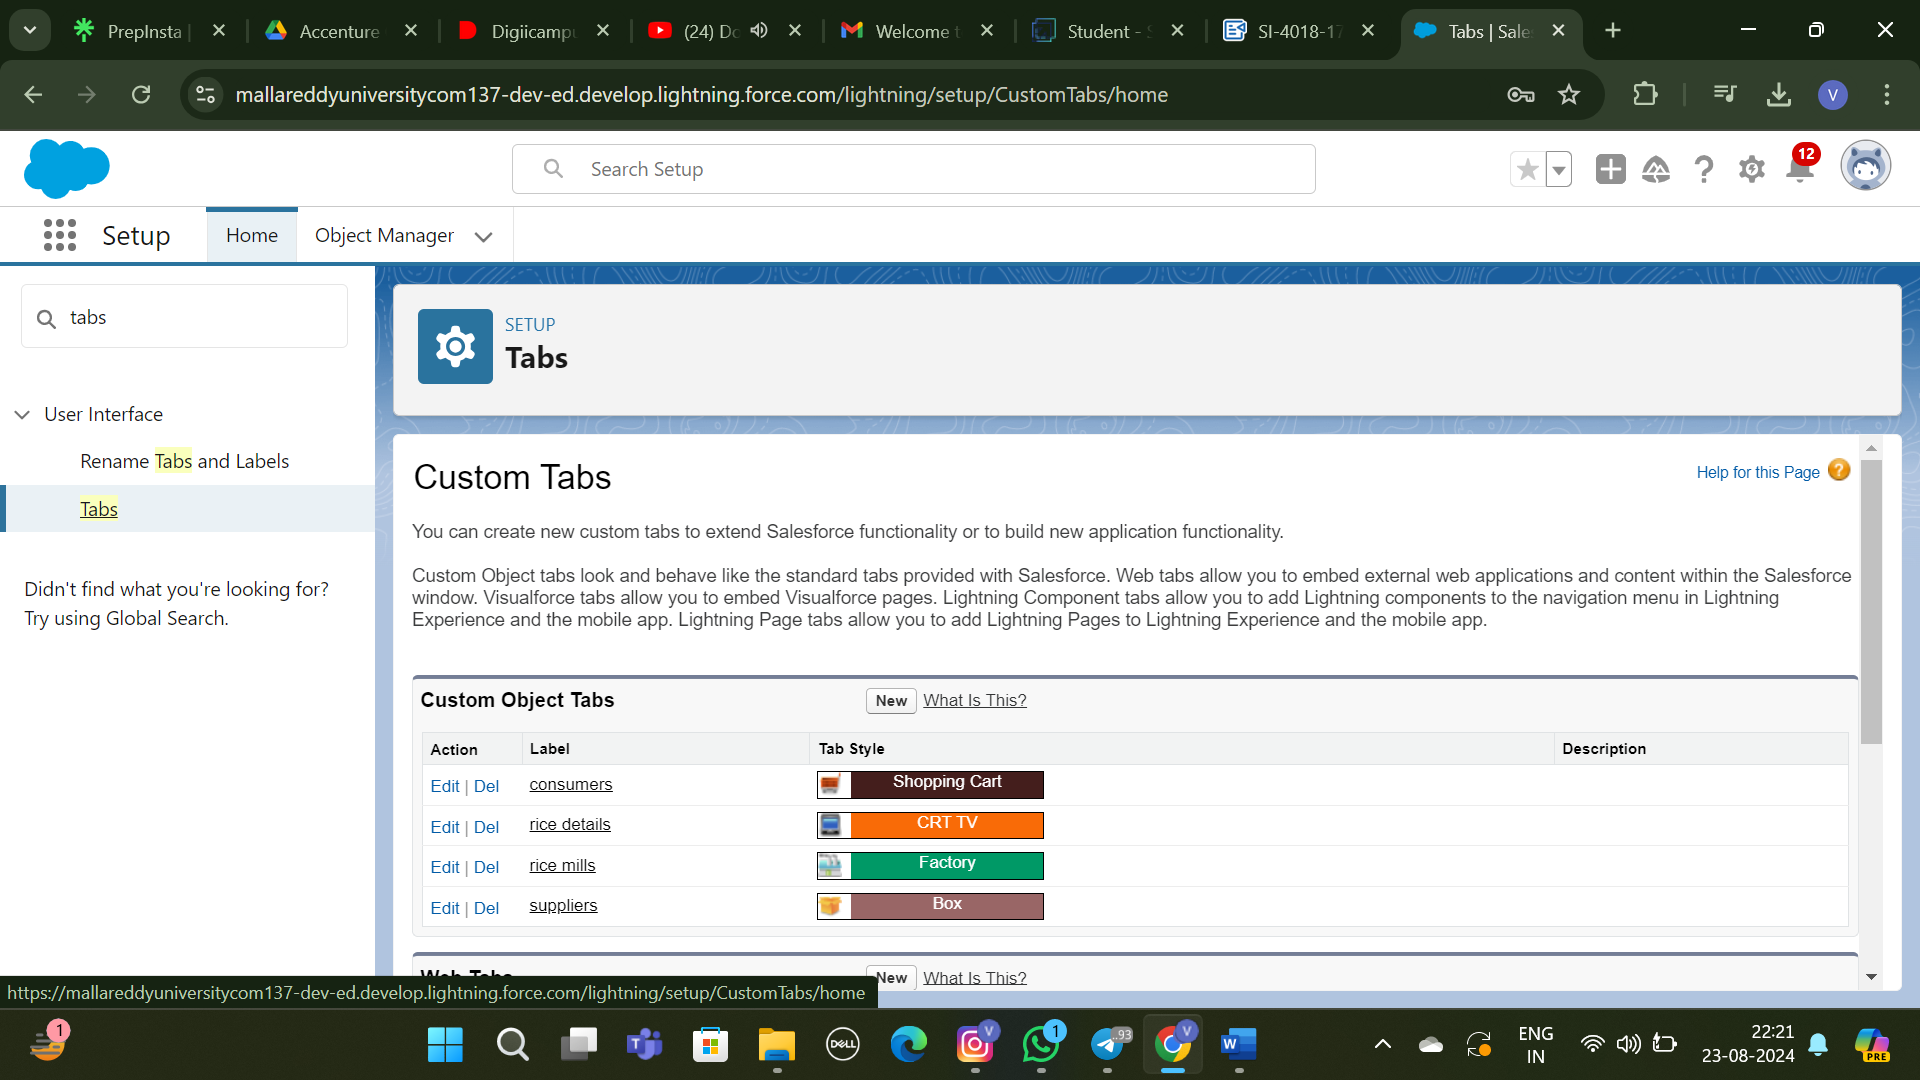 PrepInsta
Accenture
Digiicampu
(24) Do
Welcome t
Student - S
SI-4018-17
Tabs | Sale
mallareddyuniversitycom137-dev-ed.develop.lightning.force.com/lightning/setup/CustomTabs/home
V
Search Setup
12
Setup
Home
Object Manager
tabs
User Interface
Rename Tabs and Labels
Tabs
Didn't find what you're looking for?
Try using Global Search.
SETUP
Tabs
Custom Tabs
Help for this Page ?
You can create new custom tabs to extend Salesforce functionality or to build new application functionality.
Custom Object tabs look and behave like the standard tabs provided with Salesforce. Web tabs allow you to embed external web applications and content within the Salesforce
window. Visualforce tabs allow you to embed Visualforce pages. Lightning Component tabs allow you to add Lightning components to the navigation menu in Lightning
Experience and the mobile app. Lightning Page tabs allow you to add Lightning Pages to Lightning Experience and the mobile app.
Custom Object Tabs New What Is This?
Action Label Tab Style Description
Edit | Del consumers Shopping Cart
Edit | Del rice details CRT TV
Edit | Del rice mills Factory
Edit | Del suppliers Box
Web Tabs New What Is This?
https://mallareddyuniversitycom137-dev-ed.develop.lightning.force.com/lightning/setup/CustomTabs/home
1
T
DELL
V
1
.93
V
W
ENG
IN
22:21
23-08-2024
PRE